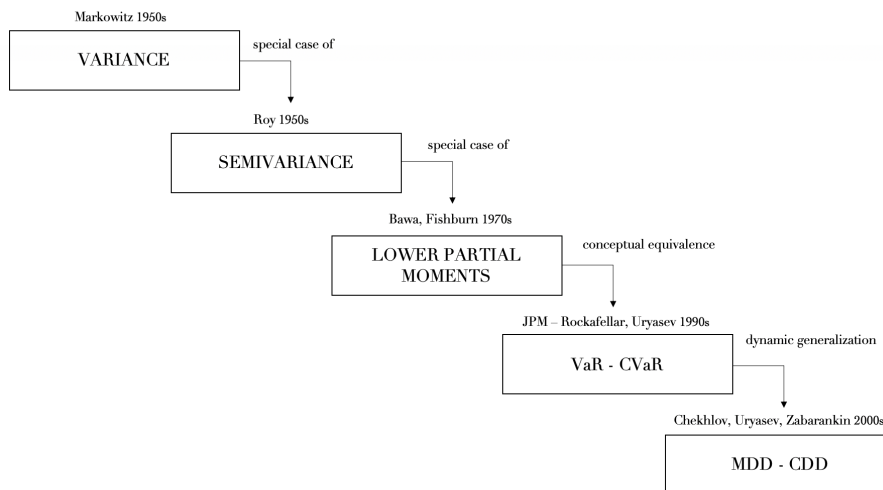 Markowitz 1950s
VARIANCE
special case of
Roy 1950s
SEMIVARIANCE
special case of
Bawa, Fishburn 1970s
LOWER PARTIAL
MOMENTS
conceptual equivalence
JPM – Rockafellar, Uryasev 1990s
VaR - CVaR
dynamic generalization
Chekhlov, Uryasev, Zabarankin 2000s
MDD - CDD